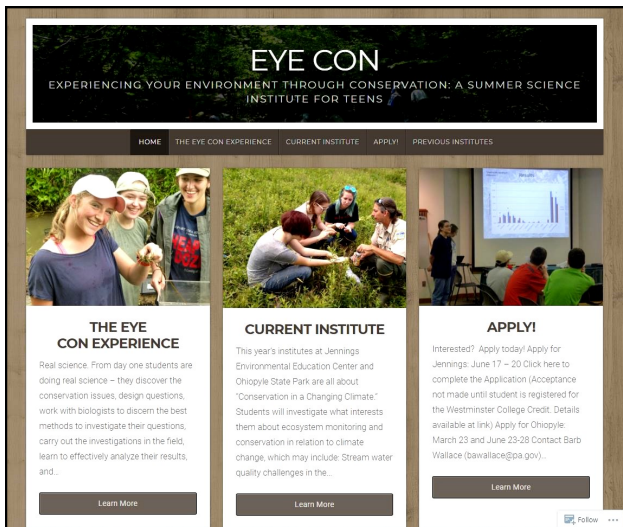 EYE CON
EXPERIENCING YOUR ENVIRONMENT THROUGH CONSERVATION: A SUMMER SCIENCE
INSTITUTE FOR TEENS
HOME THE EYE CON EXPERIENCE CURRENT INSTITUTE APPLY! PREVIOUS INSTITUTES
THE EYE
CON EXPERIENCE
Real science. From day one students are
doing real science – they discover the
conservation issues, design questions,
work with biologists to discern the best
methods to investigate their questions,
carry out the investigations in the field,
learn to effectively analyze their results,
and...
Learn More
CURRENT INSTITUTE
This year's institutes at Jennings
Environmental Education Center and
Ohiopyle State Park are all about
"Conservation in a Changing Climate."
Students will investigate what interests
them about ecosystem monitoring and
conservation in relation to climate
change, which may include: Stream water
quality challenges in the...
Learn More
APPLY!
Interested? Apply today! Apply for
Jennings: June 17 – 20 Click here to
complete the Application (Acceptance
not made until student is registered for
the Westminster College Credit. Details
available at link) Apply for Ohiopyle:
March 23 and June 23-28 Contact Barb
Wallace (bawallace@pa.gov)...
Learn More
Follow